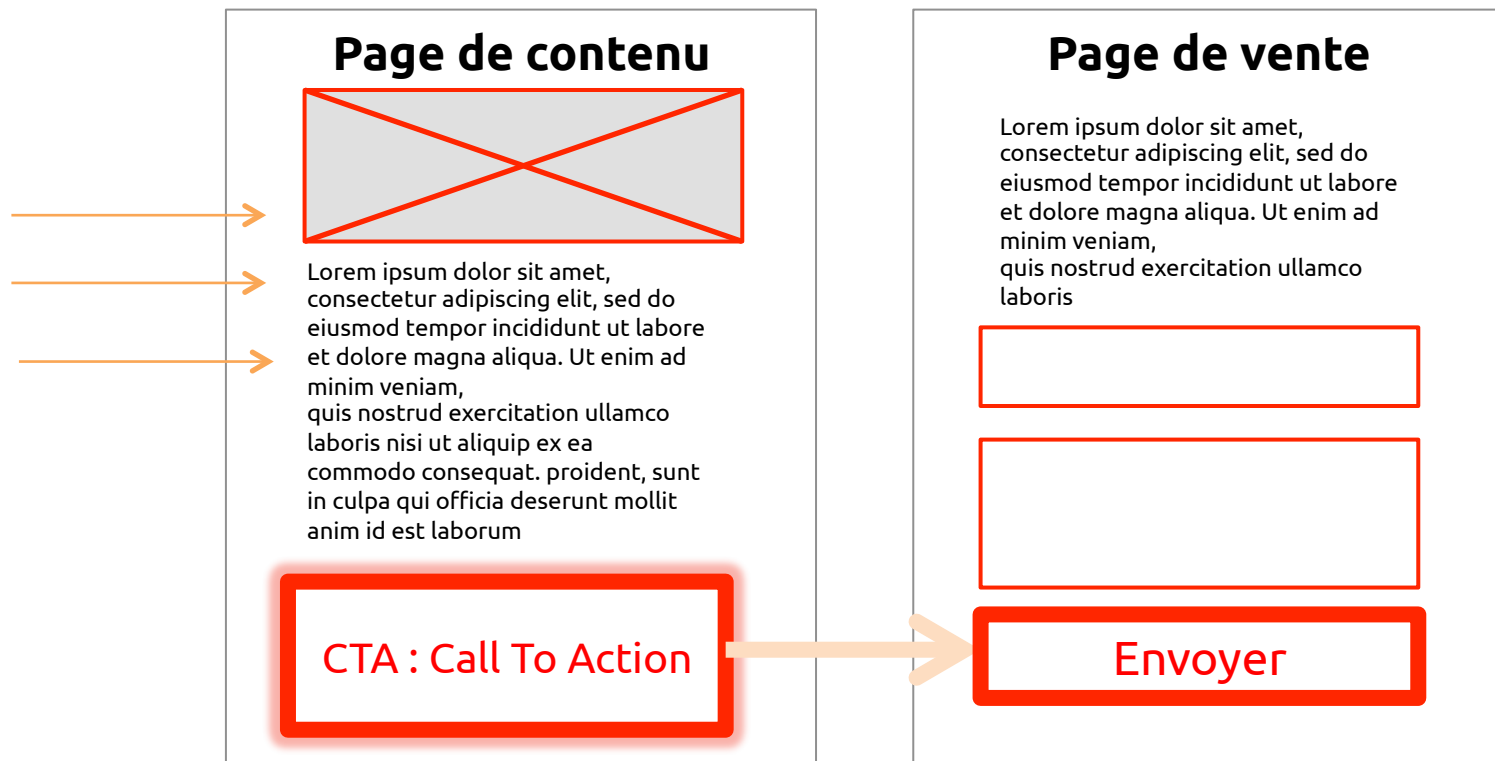 Page de contenu
Lorem ipsum dolor sit amet,
consectetur adipiscing elit, sed do
eiusmod tempor incididunt ut labore
et dolore magna aliqua. Ut enim ad
minim veniam,
quis nostrud exercitation ullamco
laboris nisi ut aliquip ex ea
commodo consequat. proident, sunt
in culpa qui officia deserunt mollit
anim id est laborum
CTA : Call To Action
Page de vente
Lorem ipsum dolor sit amet,
consectetur adipiscing elit, sed do
eiusmod tempor incididunt ut labore
et dolore magna aliqua. Ut enim ad
minim veniam,
quis nostrud exercitation ullamco
laboris
Envoyer